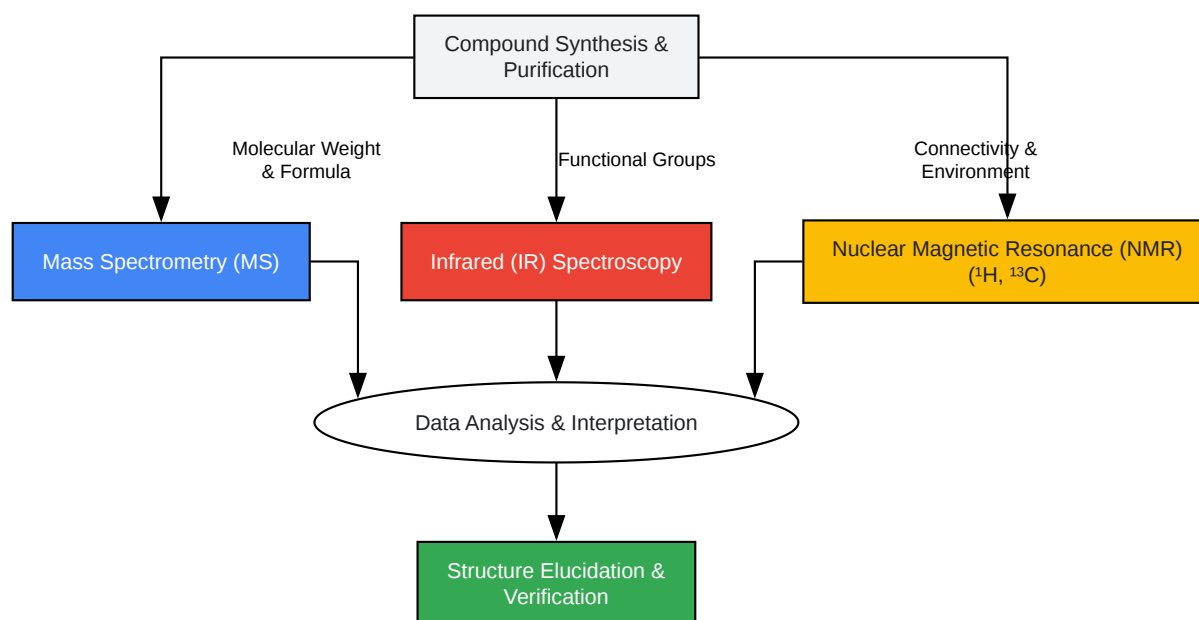 Compound Synthesis &
Purification
Molecular Weight
& Formula
Functional Groups
Connectivity &
Environment
Mass Spectrometry (MS)
Infrared (IR) Spectroscopy
Nuclear Magnetic Resonance (NMR)
(¹H, ¹³C)
Data Analysis & Interpretation
Structure Elucidation &
Verification